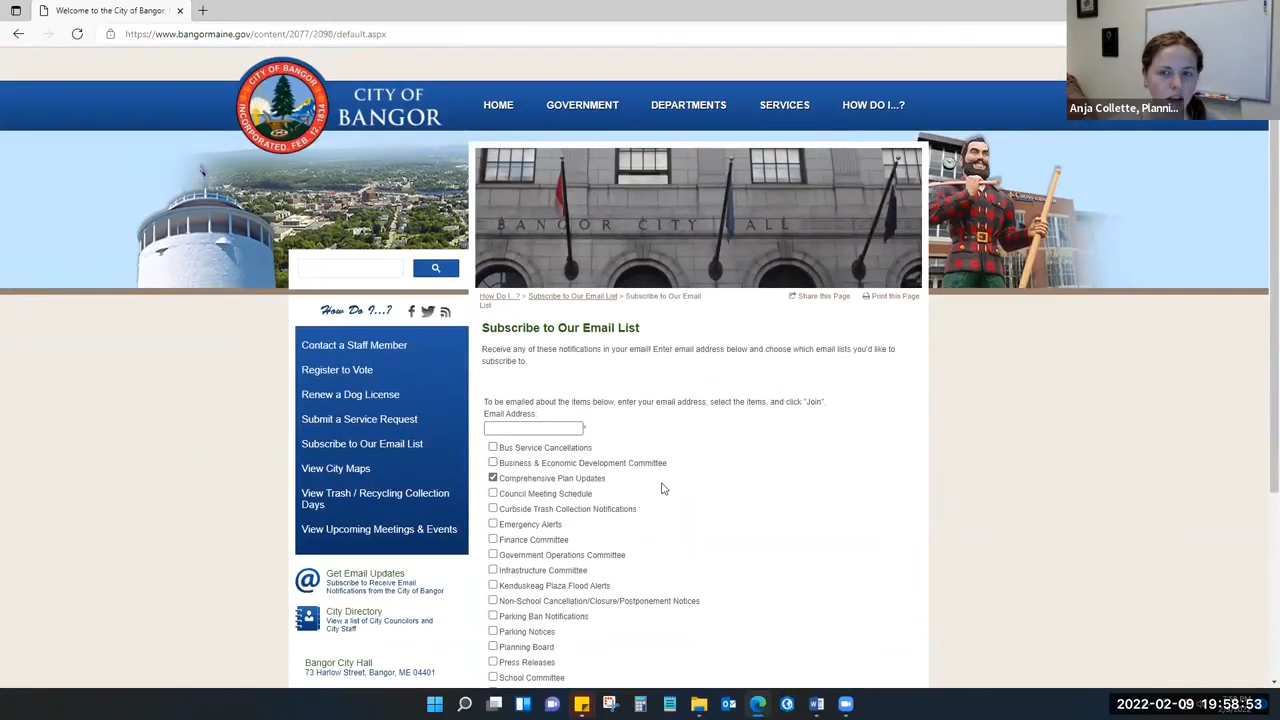 Welcome to the City of Bangor,
https://www.bangormaine.gov/content/2077/2098/default.aspx
Anja Collette, Planni...
CITY OF BANGOR
INCORPORATED, FEB. 12, 1834
CITY OF
BANGOR
HOME GOVERNMENT DEPARTMENTS SERVICES HOW DO I...?
BANGOR CITY HALL
How Do I...? > Subscribe to Our Email List > Subscribe to Our Email
List
Share this Page Print this Page
How Do I...?
Contact a Staff Member
Register to Vote
Renew a Dog License
Submit a Service Request
Subscribe to Our Email List
View City Maps
View Trash / Recycling Collection
Days
View Upcoming Meetings & Events
Get Email Updates
Subscribe to Receive Email
Notifications from the City of Bangor
City Directory
View a list of City Councilors and
City Staff
Bangor City Hall
73 Harlow Street, Bangor, ME 04401
Subscribe to Our Email List
Receive any of these notifications in your email! Enter email address below and choose which email lists you'd like to
subscribe to.
To be emailed about the items below, enter your email address, select the items, and click "Join".
Email Address:
*
Bus Service Cancellations
Business & Economic Development Committee
Comprehensive Plan Updates
Council Meeting Schedule
Curbside Trash Collection Notifications
Emergency Alerts
Finance Committee
Government Operations Committee
Infrastructure Committee
Kenduskeag Plaza Flood Alerts
Non-School Cancellation/Closure/Postponement Notices
Parking Ban Notifications
Parking Notices
Planning Board
Press Releases
School Committee
2022-02-09 19:58:53